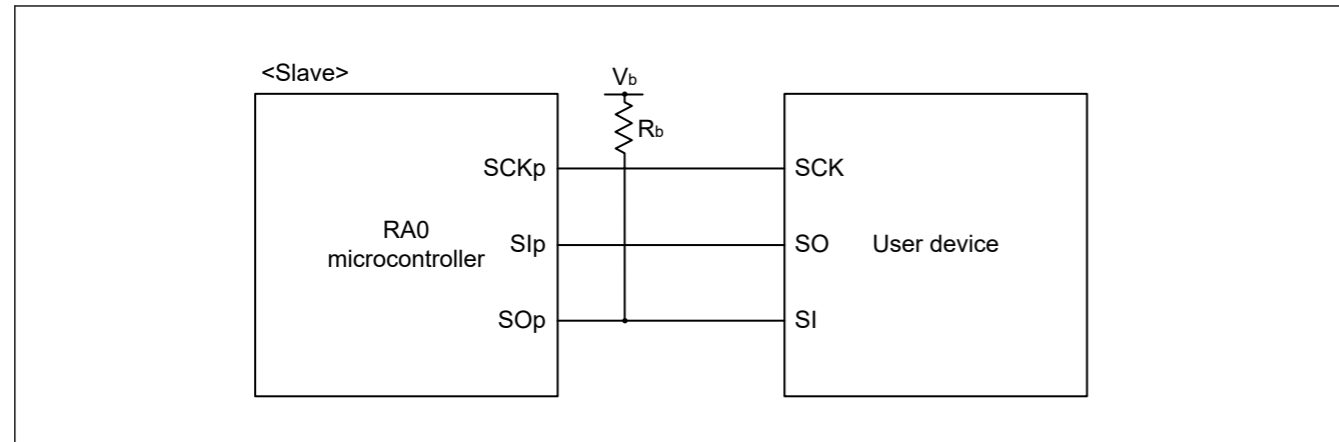 <Slave>
Vb
Rb
SCKp
SCK
RA0
microcontroller
SIp
SO
User device
SOp
SI